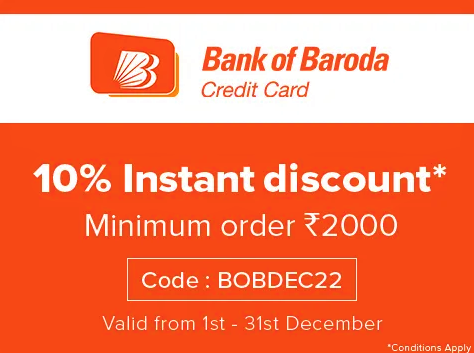 Bank of Baroda
Credit Card
10% Instant discount*
Minimum order ₹2000
Code : BOBDEC22
Valid from 1st - 31st December
*Conditions Apply